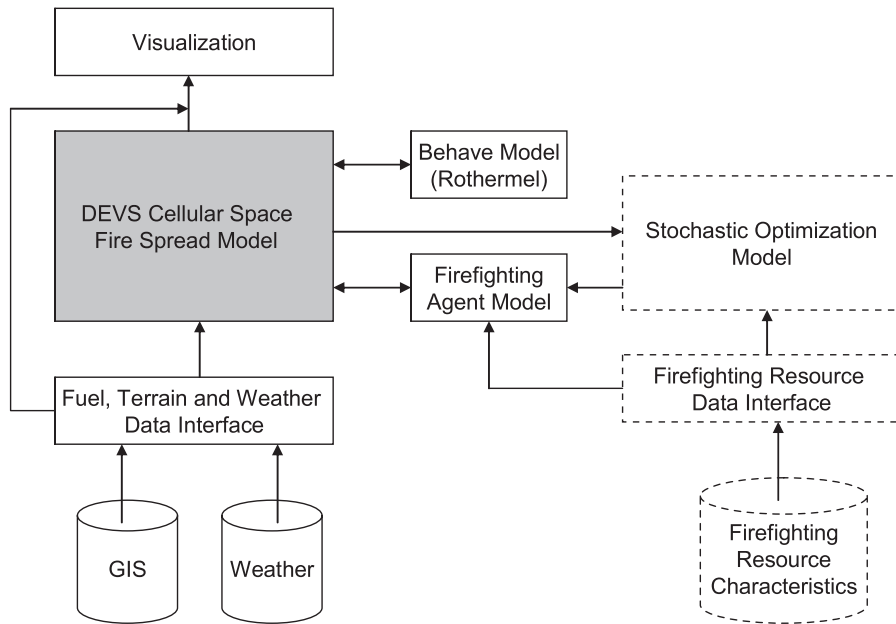 Visualization
DEVS Cellular Space
Fire Spread Model
Behave Model
(Rothermel)
Stochastic Optimization
Model
Firefighting
Agent Model
Fuel, Terrain and Weather
Data Interface
Firefighting Resource
Data Interface
GIS
Weather
Firefighting
Resource
Characteristics